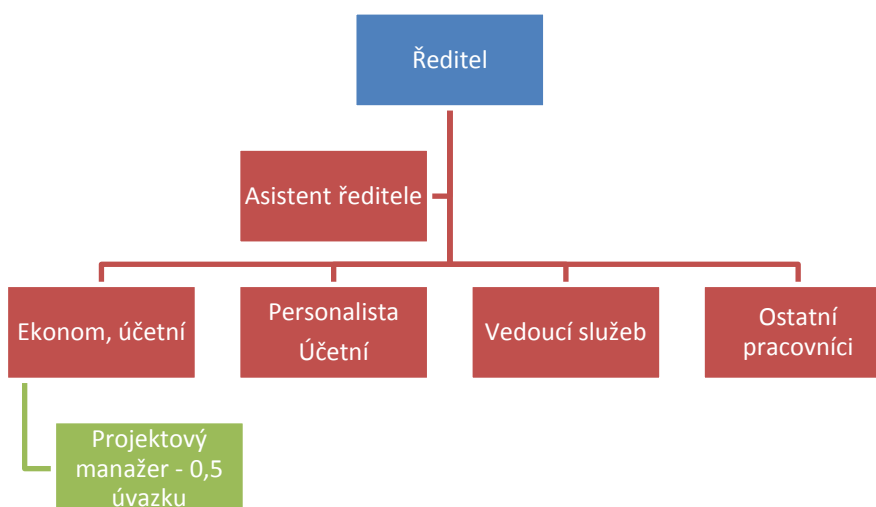 Ředitel
Asistent ředitele
Ekonom, účetní
Personalista
Účetní
Vedoucí služeb
Ostatní
pracovníci
Projektový
manažer - 0,5
úvazku